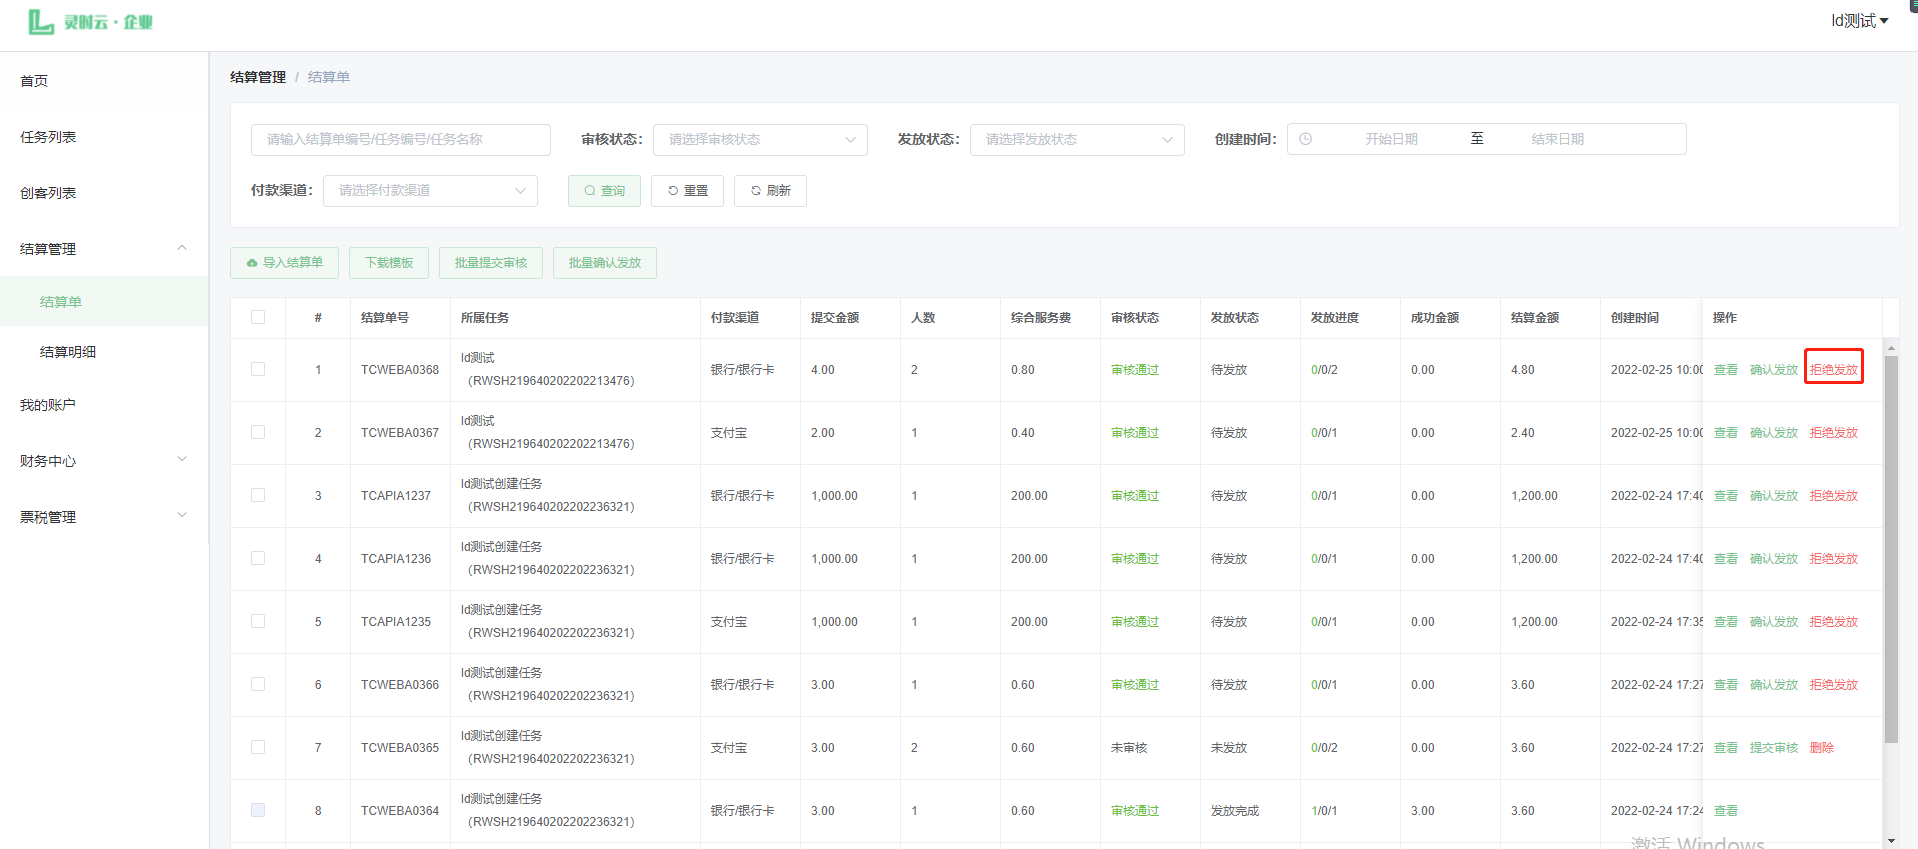 灵时云·企业
ld测试
首页
任务列表
创客列表
结算管理
结算单
结算明细
我的账户
财务中心
票税管理
结算管理 / 结算单
请输入结算单编号/任务编号/任务名称 审核状态： 请选择审核状态 发放状态： 请选择发放状态 创建时间： 开始日期 至 结束日期
付款渠道： 请选择付款渠道 查询 重置 刷新
导入结算单 下载模板 批量提交审核 批量确认发放
# 结算单号 所属任务 付款渠道 提交金额 人数 综合服务费 审核状态 发放状态 发放进度 成功金额 结算金额 创建时间 操作
1 TCWEBA0368 ld测试 （RWSH219640202202213476） 银行/银行卡 4.00 2 0.80 审核通过 待发放 0/0/2 0.00 4.80 2022-02-25 10:00 查看 确认发放 拒绝发放
2 TCWEBA0367 ld测试 （RWSH219640202202213476） 支付宝 2.00 1 0.40 审核通过 待发放 0/0/1 0.00 2.40 2022-02-25 10:00 查看 确认发放 拒绝发放
3 TCAPIA1237 ld测试创建任务 （RWSH219640202202236321） 银行/银行卡 1,000.00 1 200.00 审核通过 待发放 0/0/1 0.00 1,200.00 2022-02-24 17:40 查看 确认发放 拒绝发放
4 TCAPIA1236 ld测试创建任务 （RWSH219640202202236321） 银行/银行卡 1,000.00 1 200.00 审核通过 待发放 0/0/1 0.00 1,200.00 2022-02-24 17:40 查看 确认发放 拒绝发放
5 TCAPIA1235 ld测试创建任务 （RWSH219640202202236321） 支付宝 1,000.00 1 200.00 审核通过 待发放 0/0/1 0.00 1,200.00 2022-02-24 17:35 查看 确认发放 拒绝发放
6 TCWEBA0366 ld测试创建任务 （RWSH219640202202236321） 银行/银行卡 3.00 1 0.60 审核通过 待发放 0/0/1 0.00 3.60 2022-02-24 17:27 查看 确认发放 拒绝发放
7 TCWEBA0365 ld测试创建任务 （RWSH219640202202236321） 支付宝 3.00 2 0.60 未审核 未发放 0/0/2 0.00 3.60 2022-02-24 17:27 查看 提交审核 删除
8 TCWEBA0364 ld测试创建任务 （RWSH219640202202236321） 银行/银行卡 3.00 1 0.60 审核通过 发放完成 1/0/1 3.00 3.60 2022-02-24 17:24 查看
激活 Windows